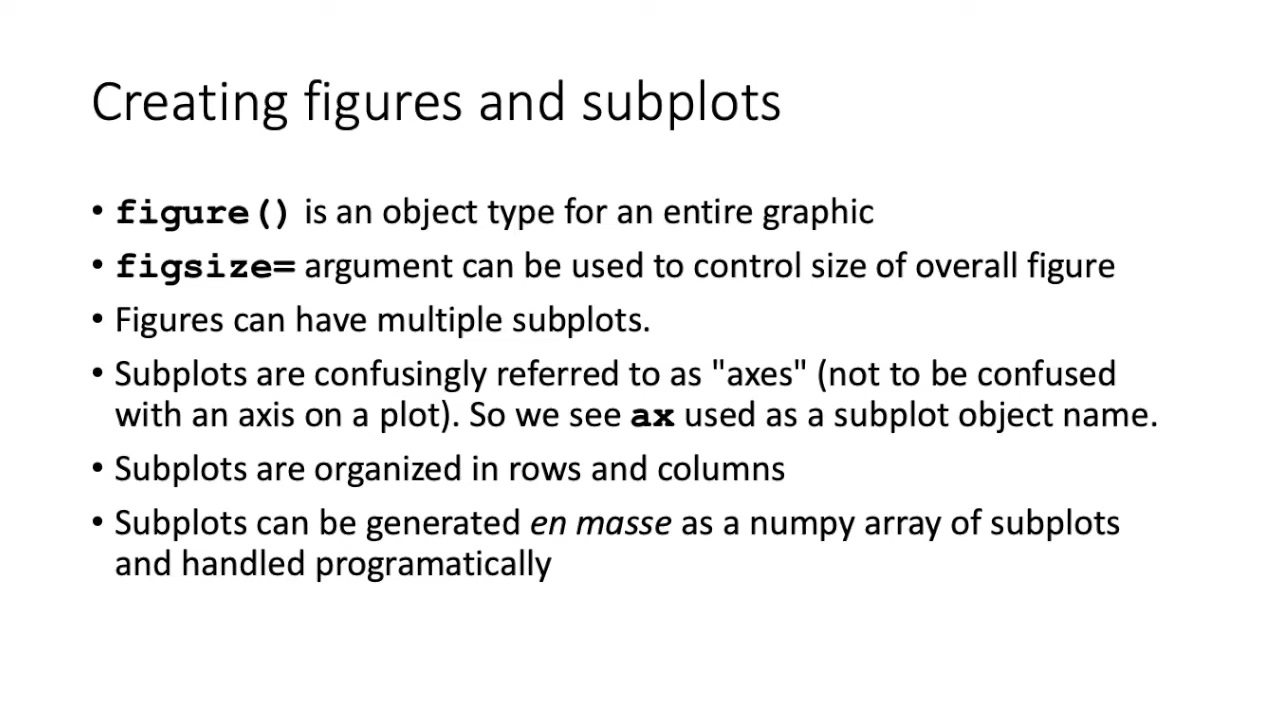 Creating figures and subplots
• figure() is an object type for an entire graphic
• figsize= argument can be used to control size of overall figure
• Figures can have multiple subplots.
• Subplots are confusingly referred to as "axes" (not to be confused
with an axis on a plot). So we see ax used as a subplot object name.
• Subplots are organized in rows and columns
• Subplots can be generated en masse as a numpy array of subplots
and handled programatically